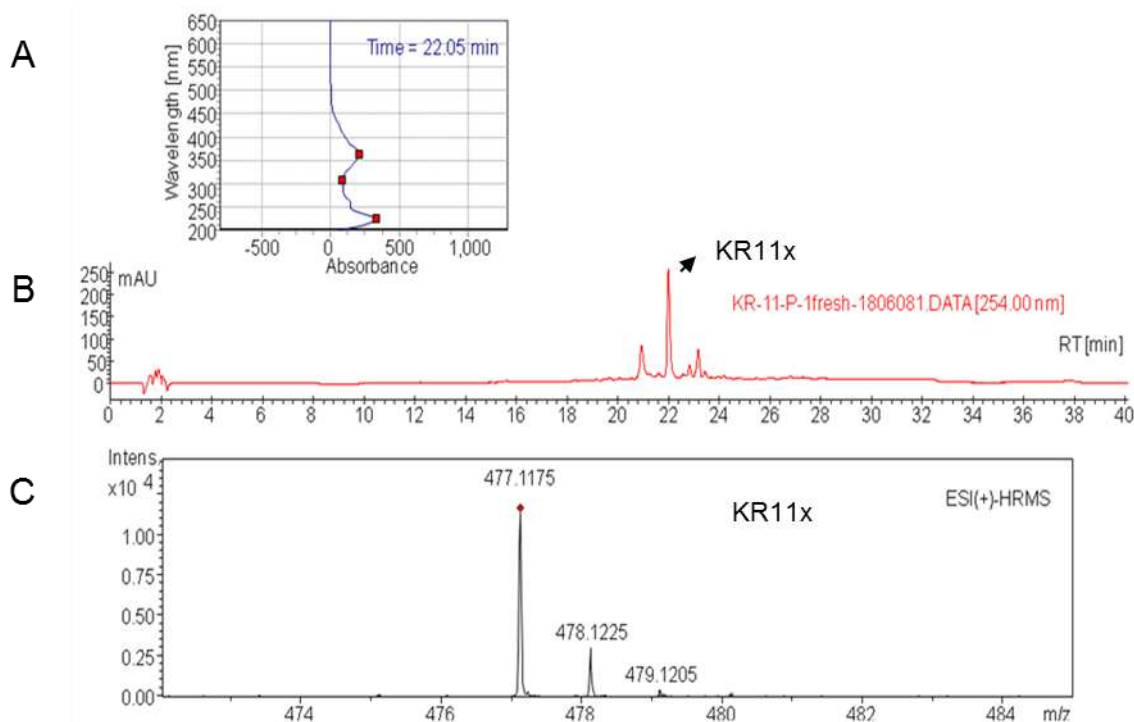 A
650
600
550
500
450
400
350
300
250
200
Wavelength [nm]
Time = 22.05 min
-500 0 500 1,000
Absorbance
B
250
200
150
100
50
0
mAU
KR11x
KR-11-P-1fresh-1806081.DATA [254.00 nm]
RT [min]
0 2 4 6 8 10 12 14 16 18 20 22 24 26 28 30 32 34 36 38 40
C
Intens.
x10 4
1.00
0.75
0.50
0.25
0.00
477.1175
478.1225
479.1205
KR11x
ESI(+)-HRMS
474 476 478 480 482 484 m/z